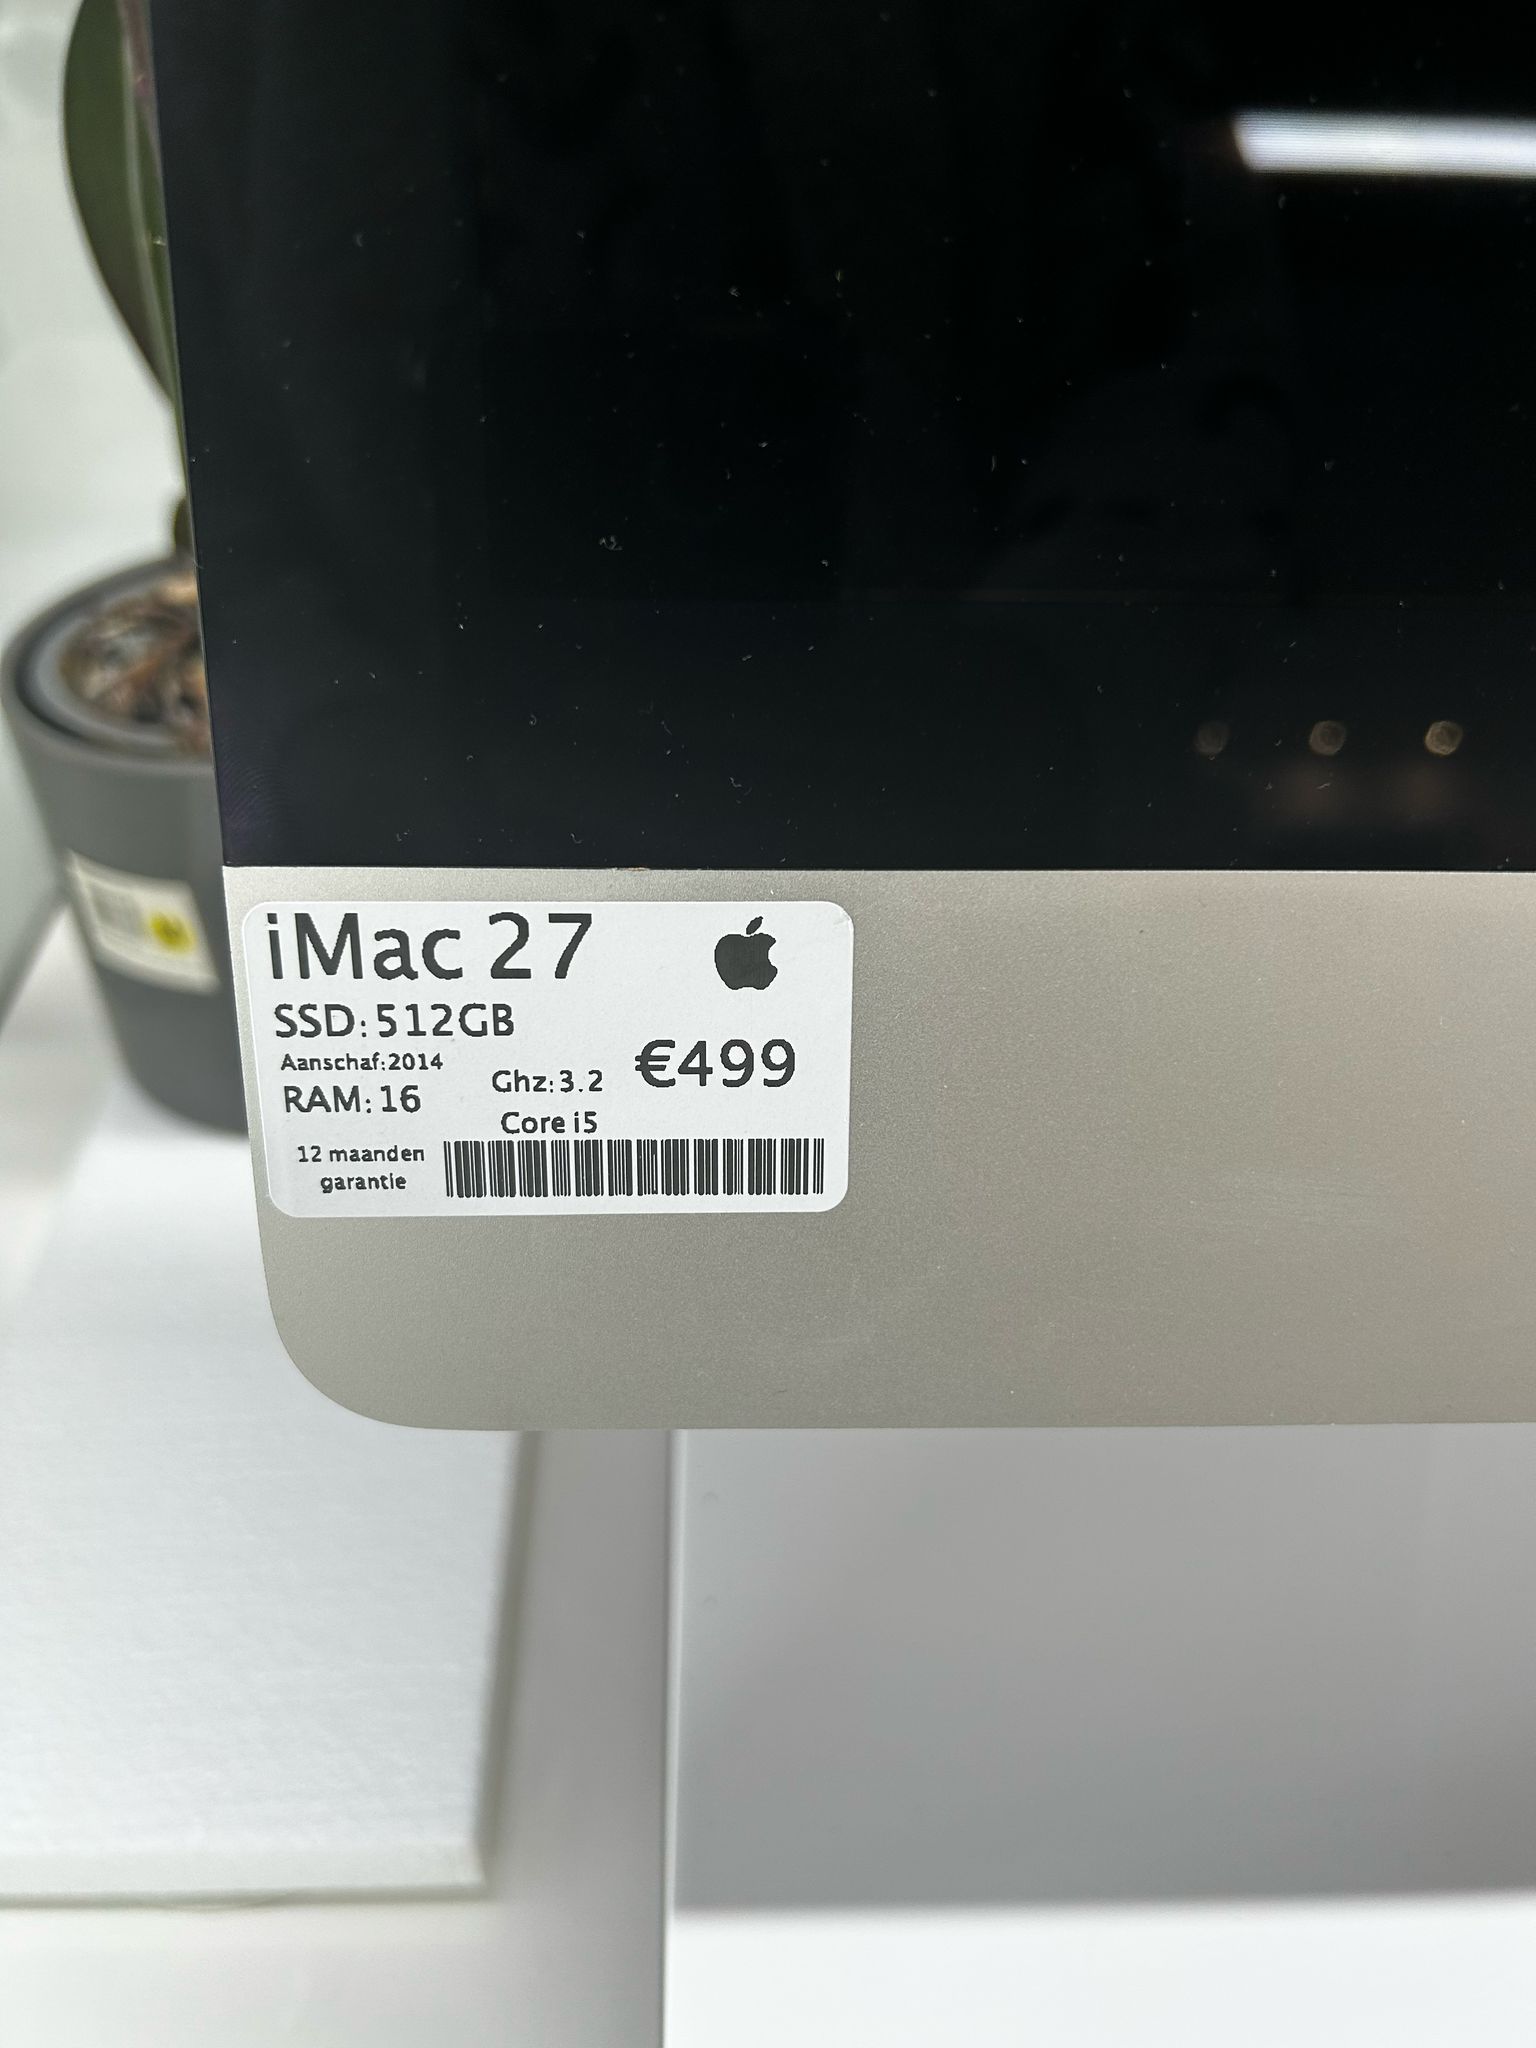 iMac 27
SSD: 512GB
Aanschaf:2014
Ghz: 3.2
€499
RAM: 16
Core i5
12 maanden
garantie